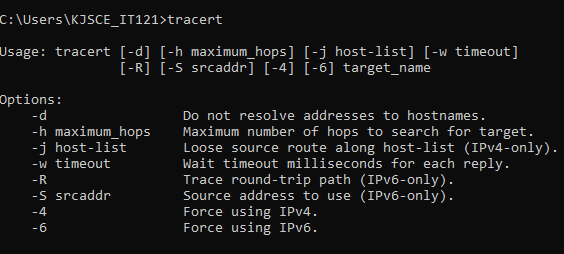 C:\Users\KJSCE_IT121>tracert
Usage: tracert [-d] [-h maximum_hops] [-j host-list] [-w timeout]
[-R] [-S srcaddr] [-4] [-6] target_name
Options:
-d Do not resolve addresses to hostnames.
-h maximum_hops Maximum number of hops to search for target.
-j host-list Loose source route along host-list (IPv4-only).
-w timeout Wait timeout milliseconds for each reply.
-R Trace round-trip path (IPv6-only).
-S srcaddr Source address to use (IPv6-only).
-4 Force using IPv4.
-6 Force using IPv6.